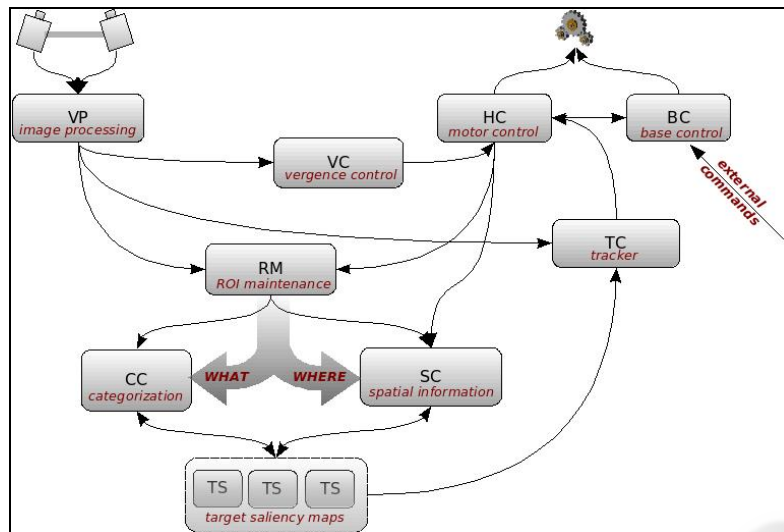 VP
image processing
HC
motor control
BC
base control
VC
vergence control
external
commands
TC
tracker
RM
ROI maintenance
WHAT
WHERE
CC
categorization
SC
spatial information
TS
TS
TS
target saliency maps